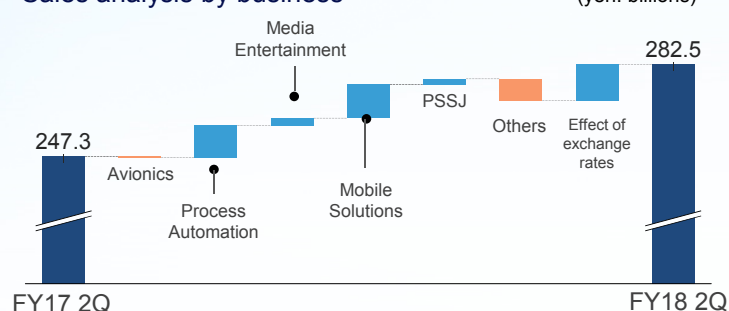 Sales analysis by business
(yen: billions)
Media
Entertainment
282.5
247.3
PSSJ
Others
Effect of
exchange
rates
Avionics
Process
Automation
Mobile
Solutions
FY17 2Q
FY18 2Q